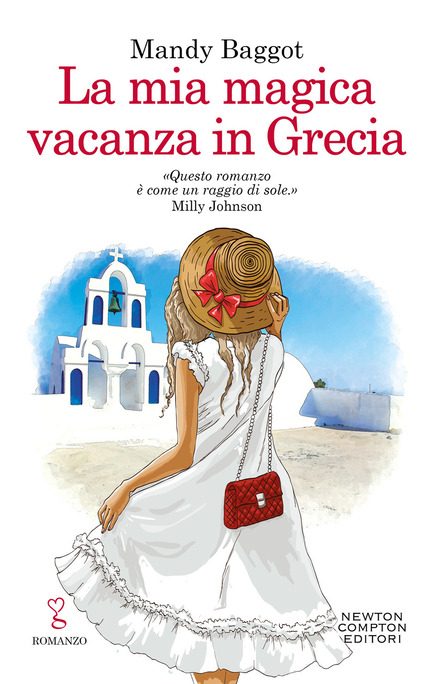 Mandy Baggot
La mia magica
vacanza in Grecia
«Questo romanzo
è come un raggio di sole.»
Milly Johnson
ROMANZO
NEWTON
COMPTON
EDITORI